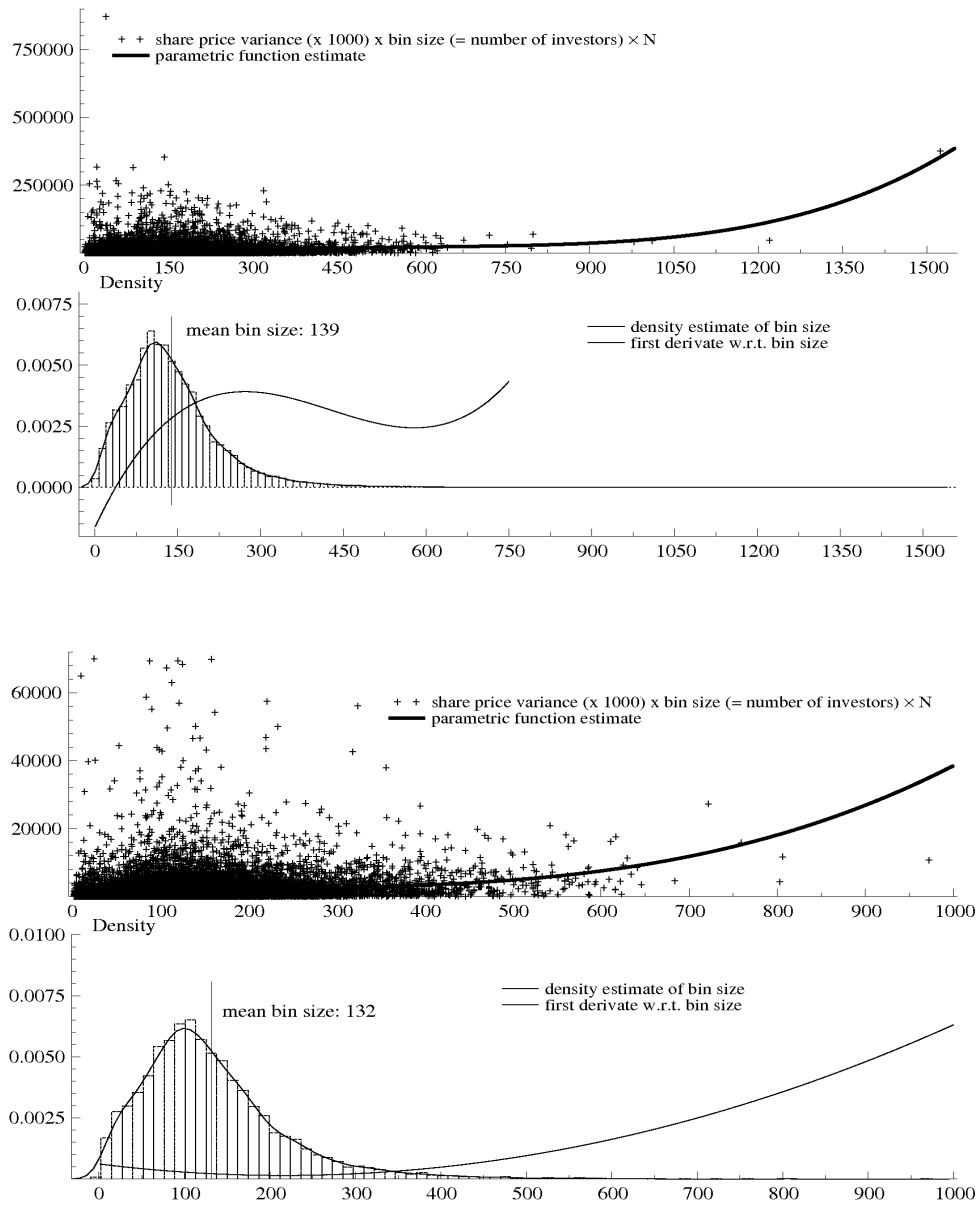 750000
500000
250000
+ + share price variance (x 1000) x bin size (= number of investors) × N
parametric function estimate
0 150 300 450 600 750 900 1050 1200 1350 1500
Density
0.0075
0.0050
0.0025
0.0000
mean bin size: 139
density estimate of bin size
first derivate w.r.t. bin size
0 150 300 450 600 750 900 1050 1200 1350 1500
60000
40000
20000
+ + share price variance (x 1000) x bin size (= number of investors) × N
parametric function estimate
0 100 200 300 400 500 600 700 800 900 1000
Density
0.0100
0.0075
0.0050
0.0025
mean bin size: 132
density estimate of bin size
first derivate w.r.t. bin size
0 100 200 300 400 500 600 700 800 900 1000